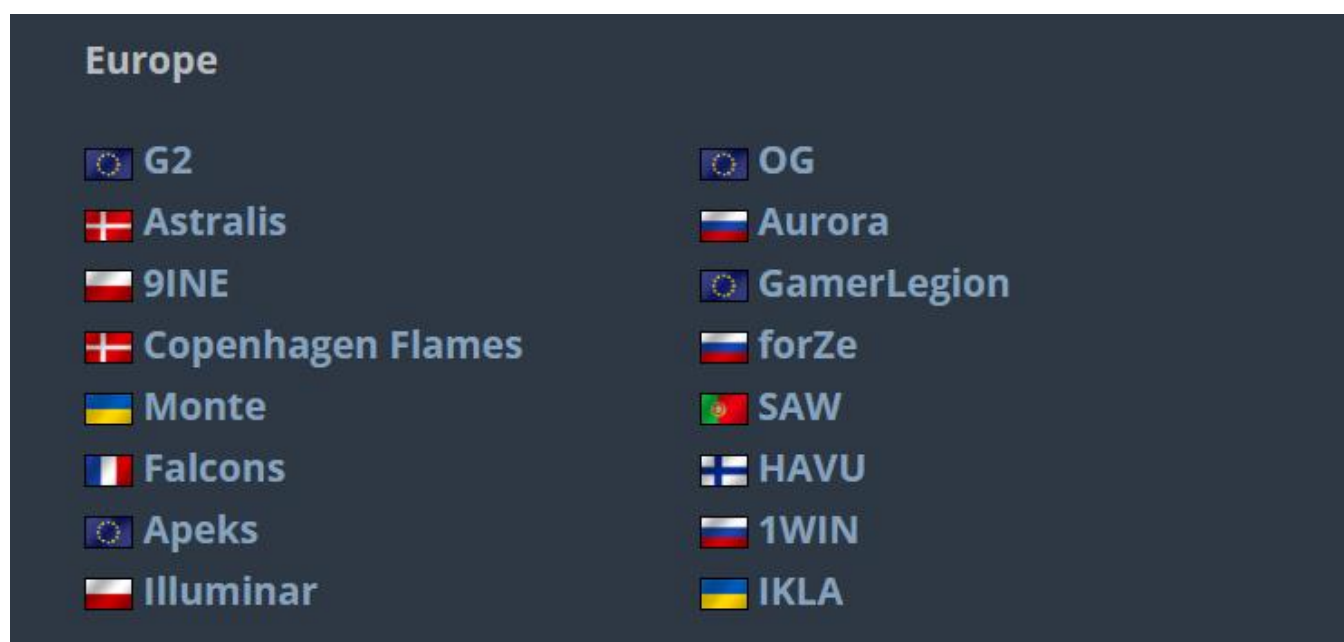 Europe
G2
OG
Astralis
Aurora
9INE
GamerLegion
Copenhagen Flames
forZe
Monte
SAW
Falcons
HAVU
Apeks
1WIN
Illuminar
IKLA